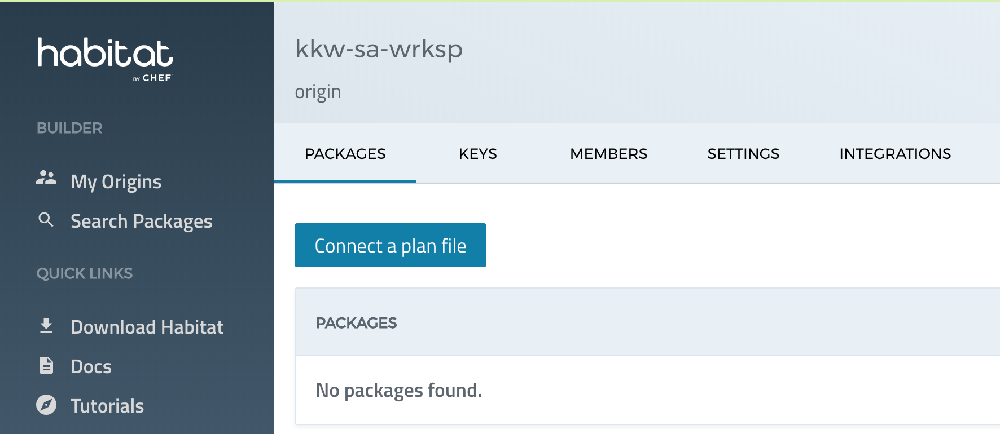 habitat
BY CHEF
BUILDER
My Origins
Search Packages
QUICK LINKS
Download Habitat
Docs
Tutorials
kkw-sa-wrksp
origin
PACKAGES KEYS MEMBERS SETTINGS INTEGRATIONS
Connect a plan file
PACKAGES
No packages found.